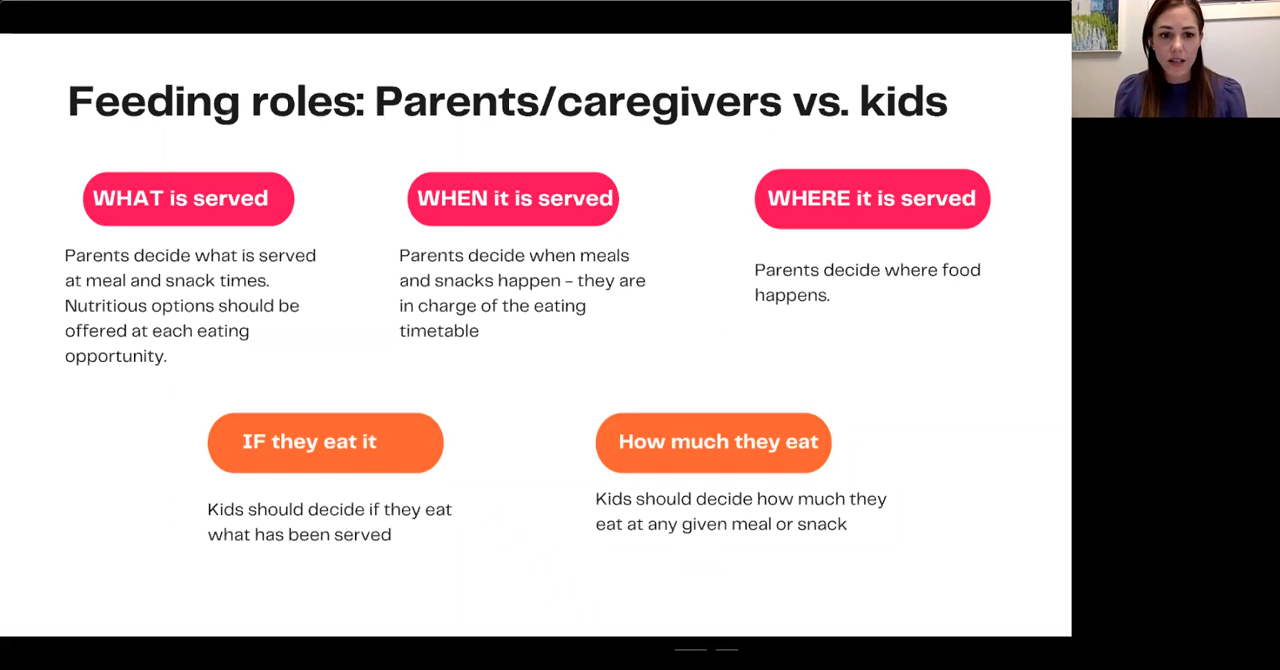 Feeding roles: Parents/caregivers vs. kids
WHAT is served
Parents decide what is served
at meal and snack times.
Nutritious options should be
offered at each eating
opportunity.
WHEN it is served
Parents decide when meals
and snacks happen - they are
in charge of the eating
timetable
WHERE it is served
Parents decide where food
happens.
IF they eat it
Kids should decide if they eat
what has been served
How much they eat
Kids should decide how much they
eat at any given meal or snack